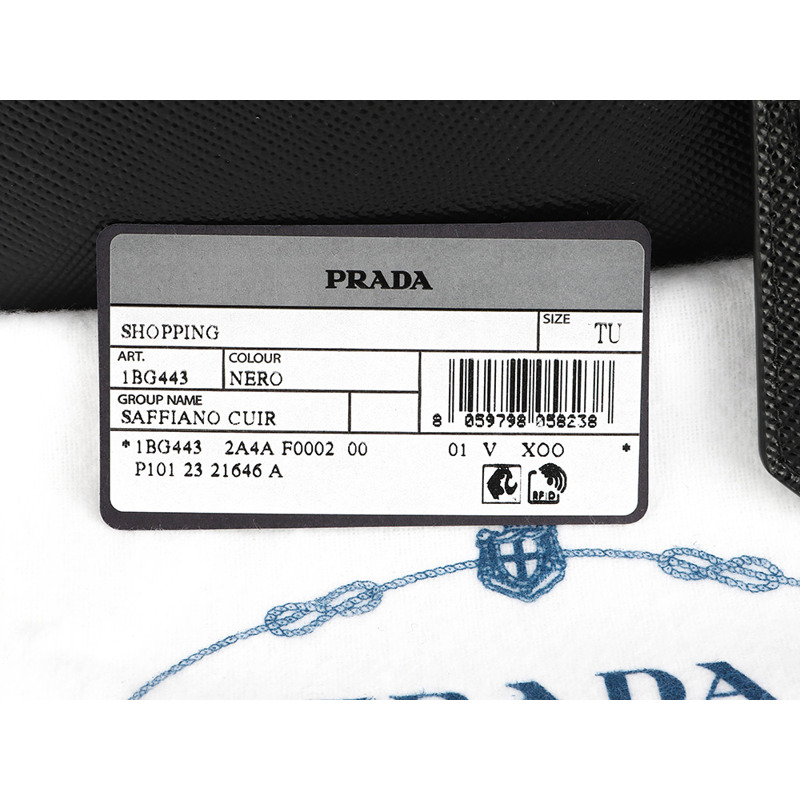 PRADA
SHOPPING SIZE TU
ART. COLOUR
1BG443 NERO
GROUP NAME
SAFFIANO CUIR
8 059798 058238
* 1BG443 2A4A F0002 00 01 V XOO *
P101 23 21646 A
RFID
PRADA